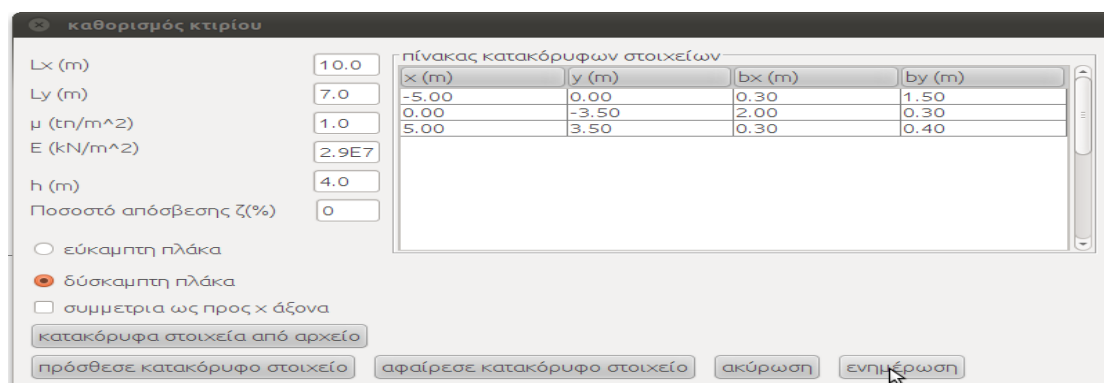 καθορισμός κτιρίου
Lx (m) 10.0
Ly (m) 7.0
μ (tn/m^2) 1.0
E (kN/m^2) 2.9E7
h (m) 4.0
Ποσοστό απόσβεσης ζ(%) 0
πίνακας κατακόρυφων στοιχείων
x (m) y (m) bx (m) by (m)
-5.00 0.00 0.30 1.50
0.00 -3.50 2.00 0.30
5.00 3.50 0.30 0.40
εύκαμπτη πλάκα
δύσκαμπτη πλάκα
συμμετρια ως προς x άξονα
κατακόρυφα στοιχεία από αρχείο
πρόσθεσε κατακόρυφο στοιχείο αφαίρεσε κατακόρυφο στοιχείο ακύρωση ενημέρωση